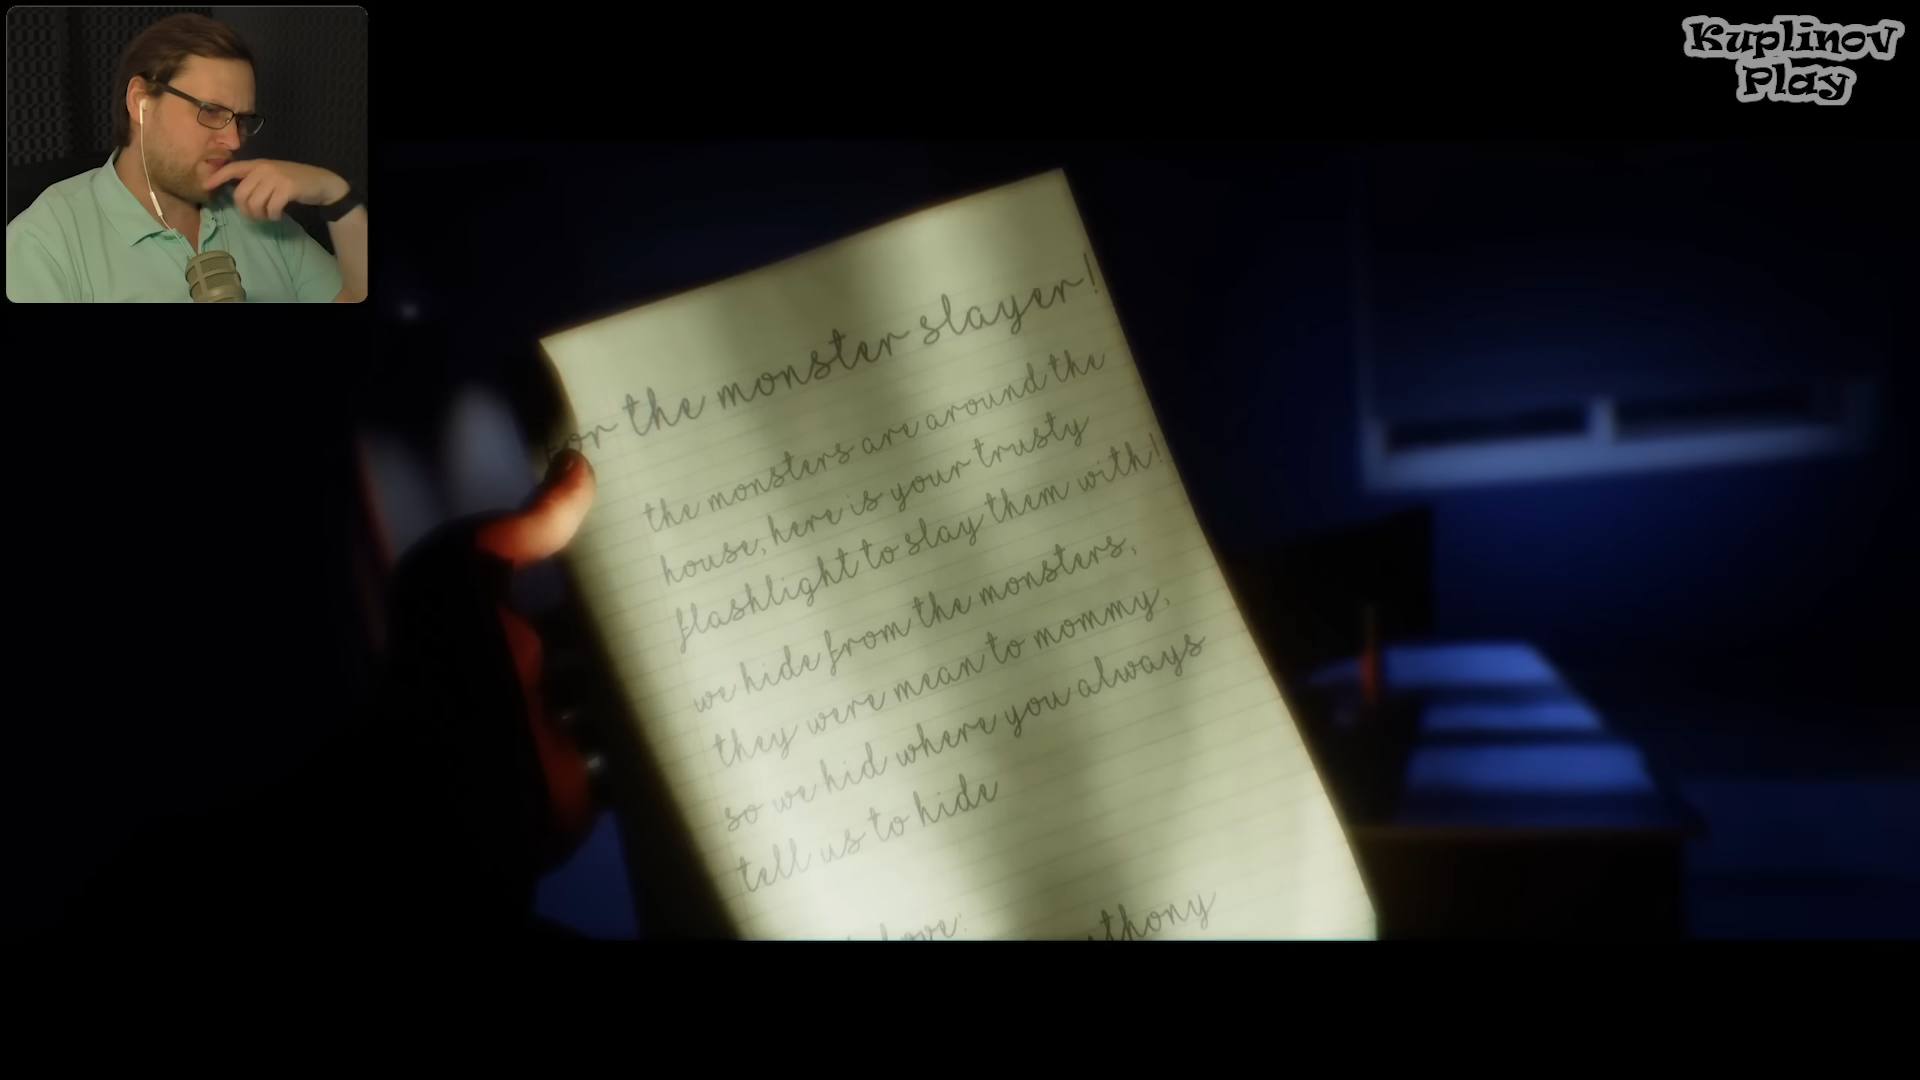 Kuplinov
Play
for the monster slayer!
the monsters are around the
house, here is your trusty
flashlight to slay them with!
we hide from the monsters,
they were mean to mommy,
so we hid where you always
tell us to hide
love: